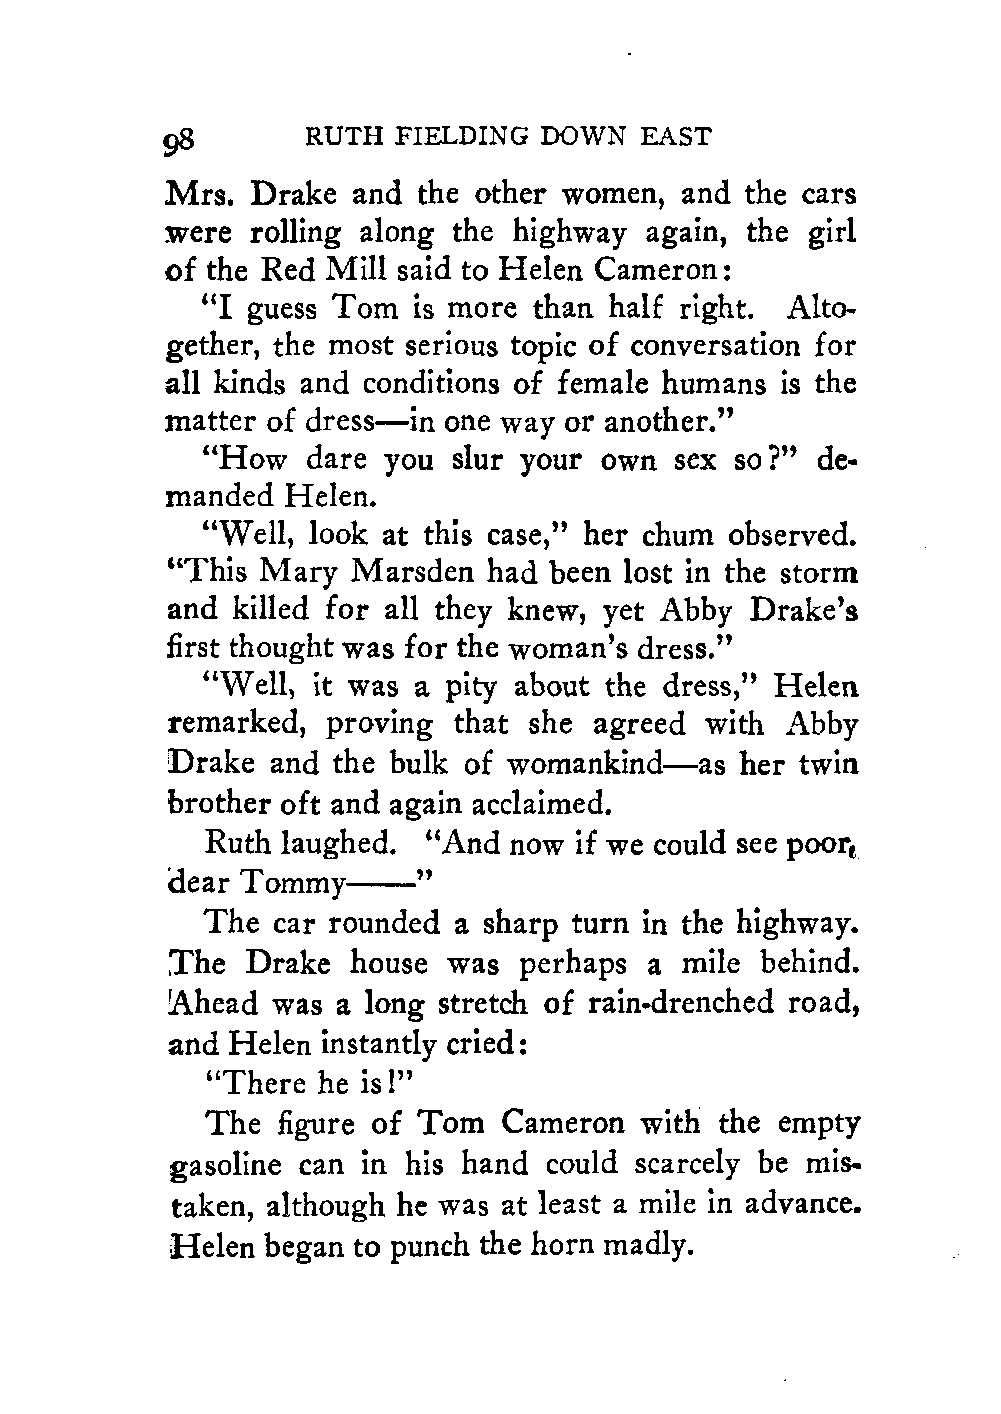 98 RUTH FIELDING DOWN EAST
Mrs. Drake and the other women, and the cars
were rolling along the highway again, the girl
of the Red Mill said to Helen Cameron:
“I guess Tom is more than half right. Alto-
gether, the most serious topic of conversation for
all kinds and conditions of female humans is the
matter of dress—in one way or another.”
“How dare you slur your own sex so?” de-
manded Helen.
“Well, look at this case,” her chum observed.
“This Mary Marsden had been lost in the storm
and killed for all they knew, yet Abby Drake’s
first thought was for the woman’s dress.”
“Well, it was a pity about the dress,” Helen
remarked, proving that she agreed with Abby
Drake and the bulk of womankind—as her twin
brother oft and again acclaimed.
Ruth laughed. “And now if we could see poor,
dear Tommy——”
The car rounded a sharp turn in the highway.
The Drake house was perhaps a mile behind.
Ahead was a long stretch of rain-drenched road,
and Helen instantly cried:
“There he is!”
The figure of Tom Cameron with the empty
gasoline can in his hand could scarcely be mis-
taken, although he was at least a mile in advance.
Helen began to punch the horn madly.